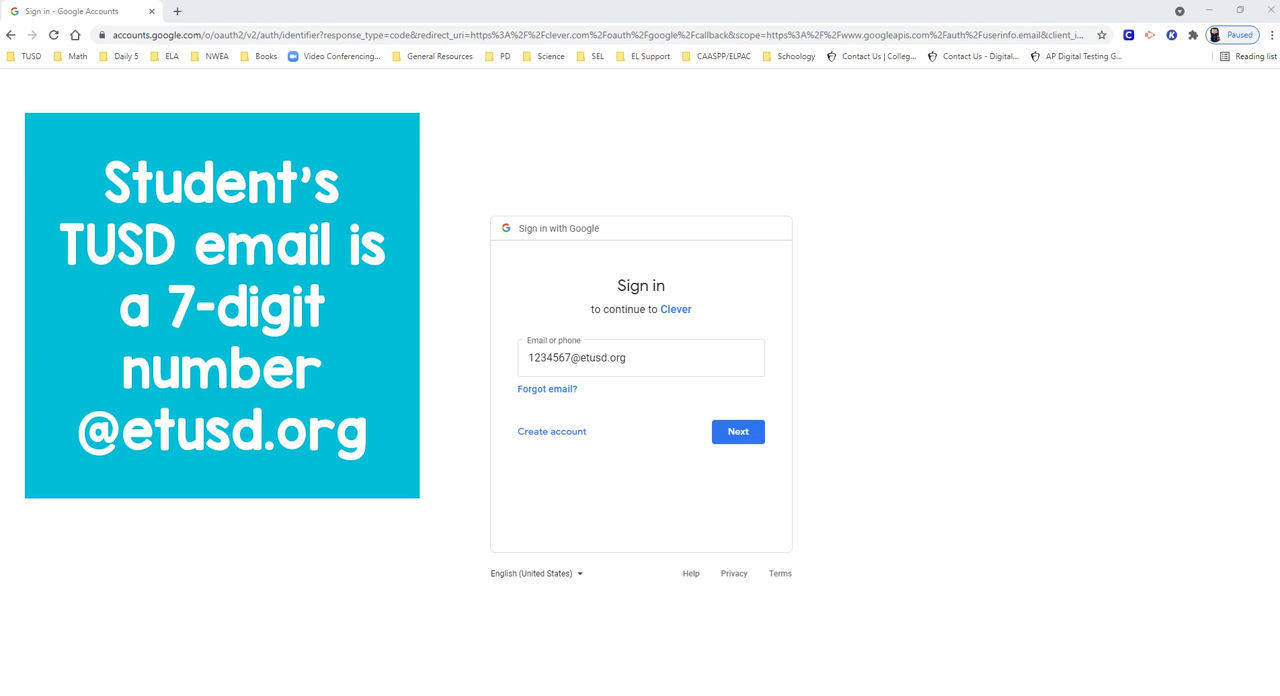 Sign in - Google Accounts
accounts.google.com/o/oauth2/v2/auth/identifier?response_type=code&redirect_uri=https%3A%2F%2Fclever.com%2Foauth%2Fgoogle%2Fcallback&scope=https%3A%2F%2Fwww.googleapis.com%2Fauth%2Fuserinfo.email&client_i...
Paused
TUSD Math Daily 5 ELA NWEA Books Video Conferencing... General Resources PD Science SEL EL Support CAASPP/ELPAC Schoology Contact Us | Colleg... Contact Us - Digital... AP Digital Testing G... Reading list
Student's
TUSD email is
a 7-digit
number
@etusd.org
Sign in with Google
Sign in
to continue to Clever
Email or phone
1234567@etusd.org
Forgot email?
Create account Next
English (United States) Help Privacy Terms